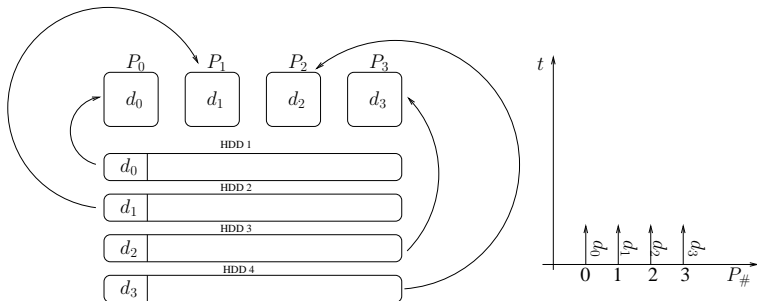 P₀ P₁ P₂ P₃
d₀ d₁ d₂ d₃
HDD 1
d₀
HDD 2
d₁
HDD 3
d₂
HDD 4
d₃
t
d₀ d₁ d₂ d₃
0 1 2 3 P_#